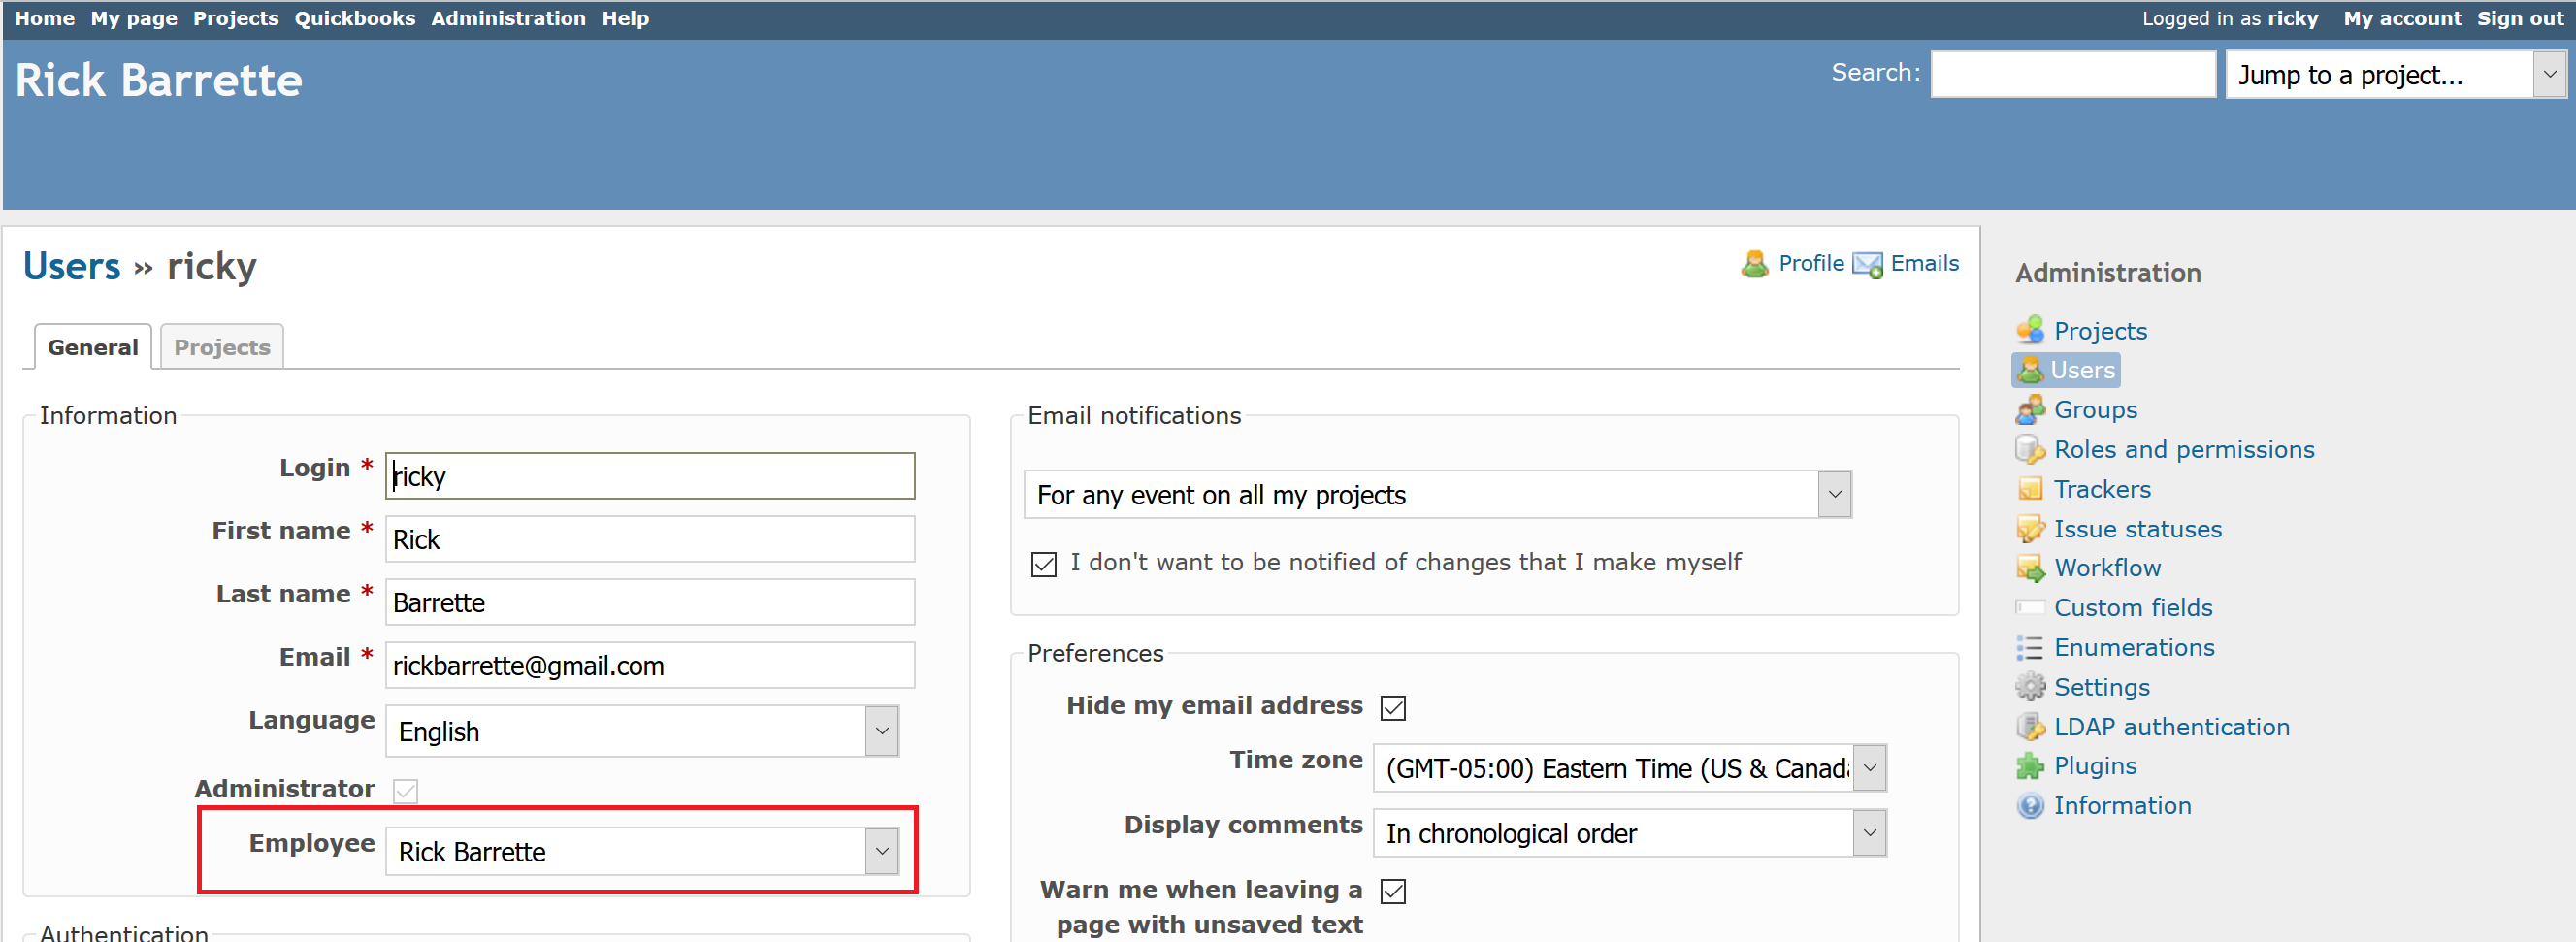 Home My page Projects Quickbooks Administration Help
Logged in as ricky My account Sign out
Rick Barrette
Search:
Jump to a project...
Users » ricky
Profile Emails
General Projects
Information
Login *
ricky
First name *
Rick
Last name *
Barrette
Email *
rickbarrette@gmail.com
Language
English
Administrator
Employee
Rick Barrette
Authentication
Email notifications
For any event on all my projects
I don't want to be notified of changes that I make myself
Preferences
Hide my email address
Time zone
(GMT-05:00) Eastern Time (US &
Display comments
In chronological order
Warn me when leaving a
page with unsaved text
Administration
Projects
Users
Groups
Roles and permissions
Trackers
Issue statuses
Workflow
Custom fields
Enumerations
Settings
LDAP authentication
Plugins
Information